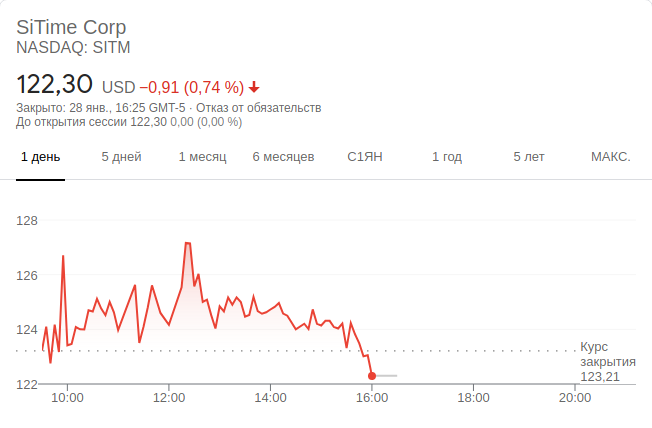 SiTime Corp
NASDAQ: SITM
122,30 USD −0,91 (0,74 %)
Закрыто: 28 янв., 16:25 GMT-5 · Отказ от обязательств
До открытия сессии 122,30 0,00 (0,00 %)
1 день 5 дней 1 месяц 6 месяцев С1ЯН 1 год 5 лет МАКС.
128
126
124
Курс
закрытия
123,21
122
10:00 12:00 14:00 16:00 18:00 20:00